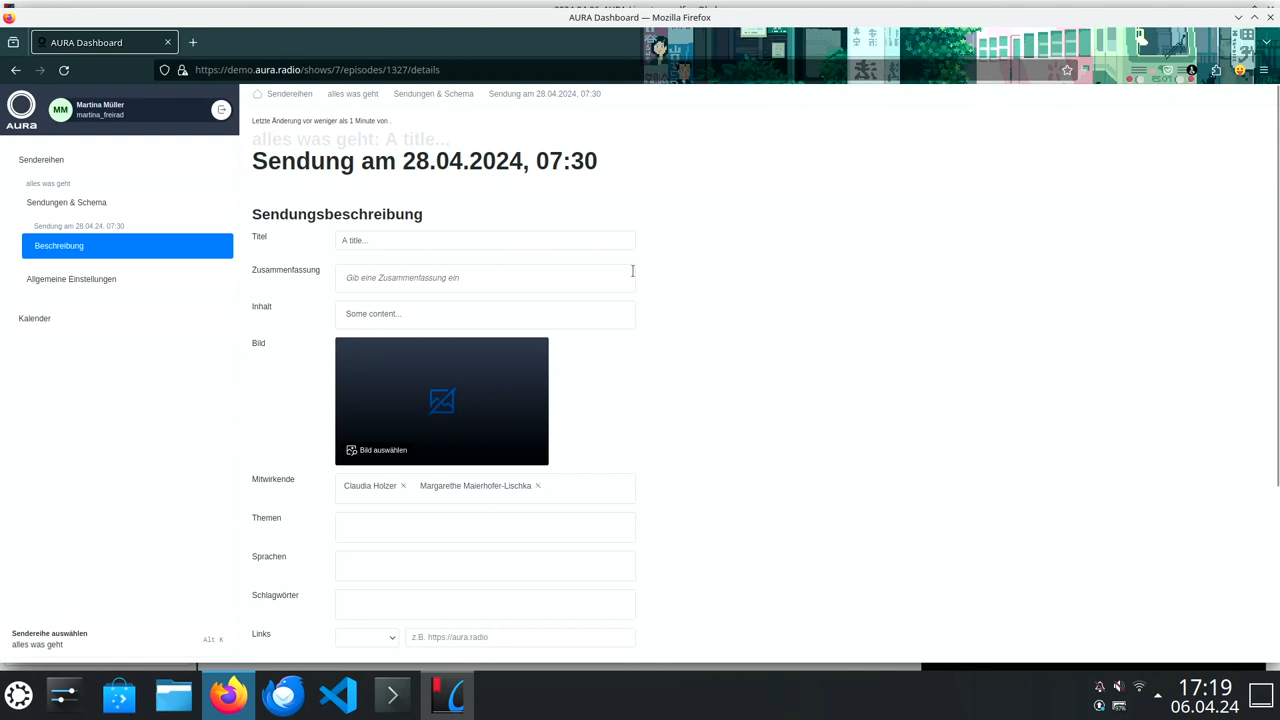 AURA Dashboard — Mozilla Firefox
AURA Dashboard
https://demo.aura.radio/shows/7/episodes/1327/details
AURA
MM
Martina Müller
martina_freirad
Sendereihen
alles was geht
Sendungen & Schema
Sendung am 28.04.2024, 07:30
Letzte Änderung vor weniger als 1 Minute von .
alles was geht: A title...
Sendung am 28.04.2024, 07:30
Sendereihen
alles was geht
Sendungen & Schema
Sendung am 28.04.24, 07:30
Beschreibung
Allgemeine Einstellungen
Kalender
Sendungsbeschreibung
Titel
A title...
Zusammenfassung
Gib eine Zusammenfassung ein
Inhalt
Some content...
Bild
Bild auswählen
Mitwirkende
Claudia Holzer
Margarethe Maierhofer-Lischka
Themen
Sprachen
Schlagwörter
Links
z.B. https://aura.radio
Sendereihe auswählen
alles was geht
Alt K
17:19
06.04.24